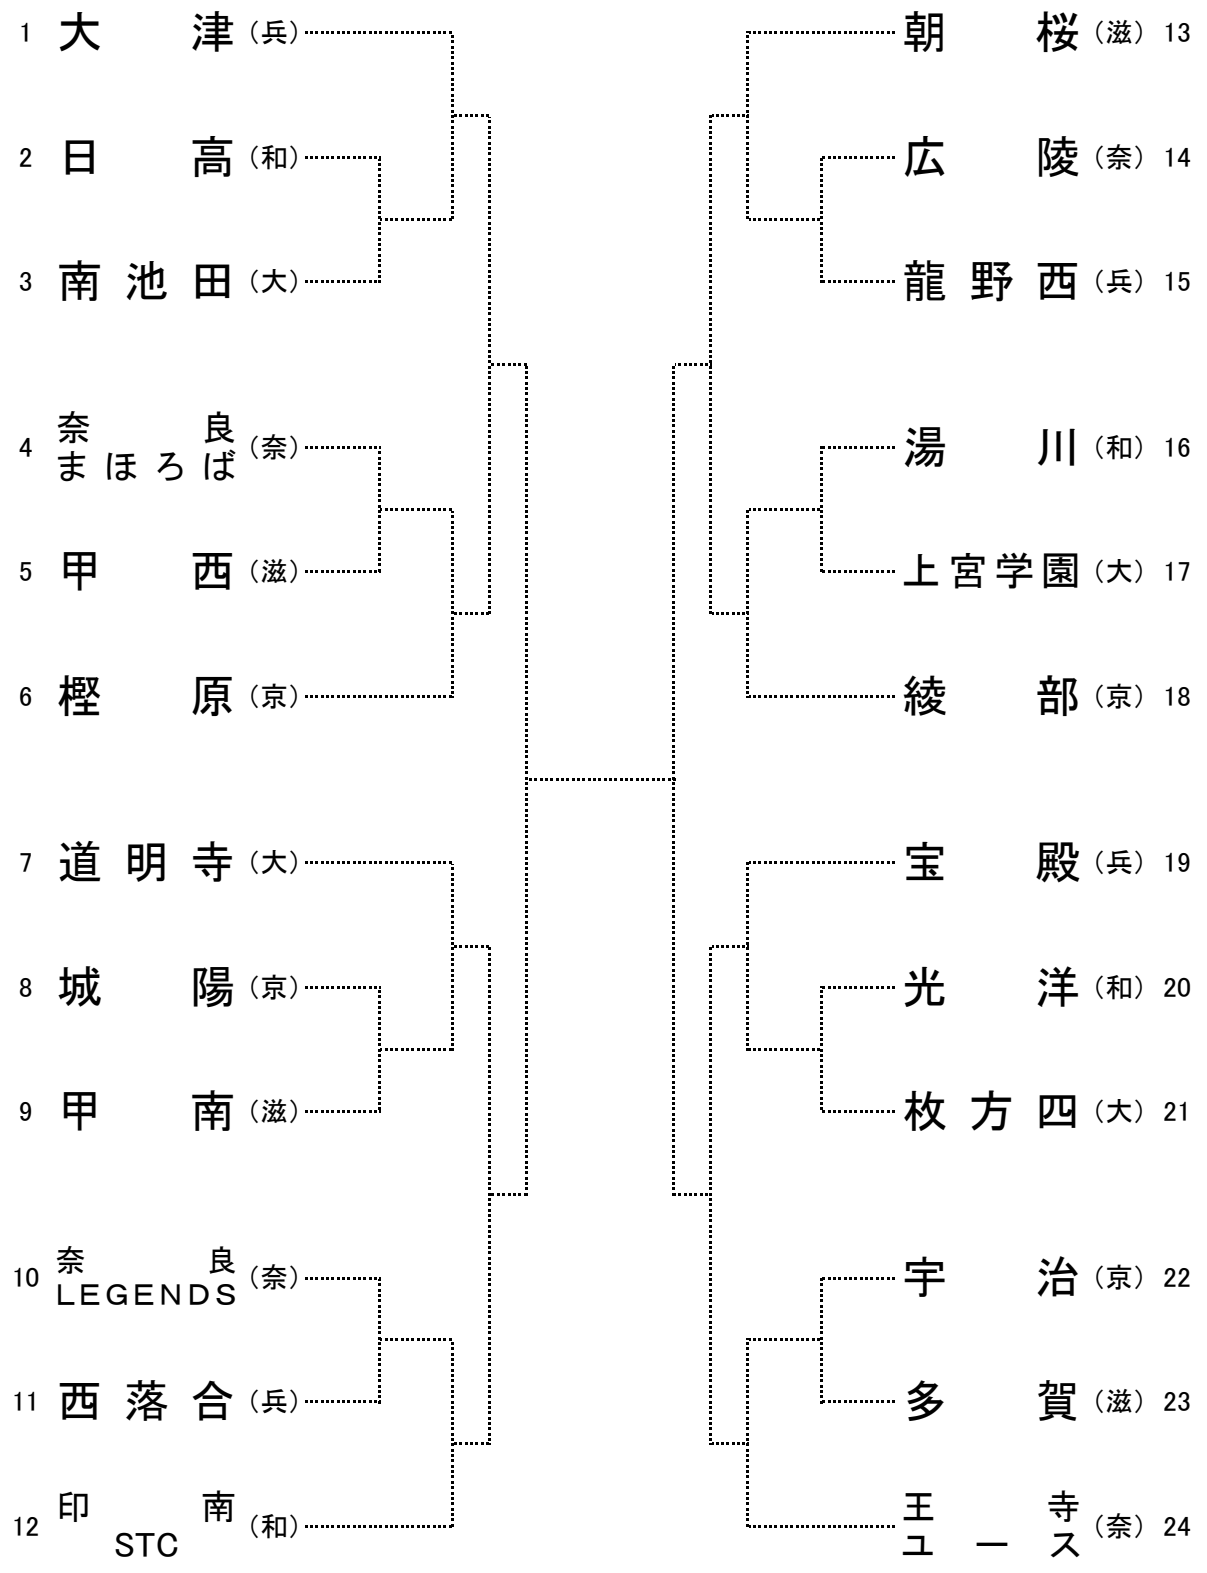 1 大津（兵）
2 日高（和）
3 南池田（大）
4 奈良
まほろば（奈）
5 甲西（滋）
6 樫原（京）
7 道明寺（大）
8 城陽（京）
9 甲南（滋）
10 奈良
LEGENDS（奈）
11 西落合（兵）
12 印南
STC（和）
朝桜（滋）13
広陵（奈）14
龍野西（兵）15
湯川（和）16
上宮学園（大）17
綾部（京）18
宝殿（兵）19
光洋（和）20
枚方四（大）21
宇治（京）22
多賀（滋）23
王寺
ユース（奈）24